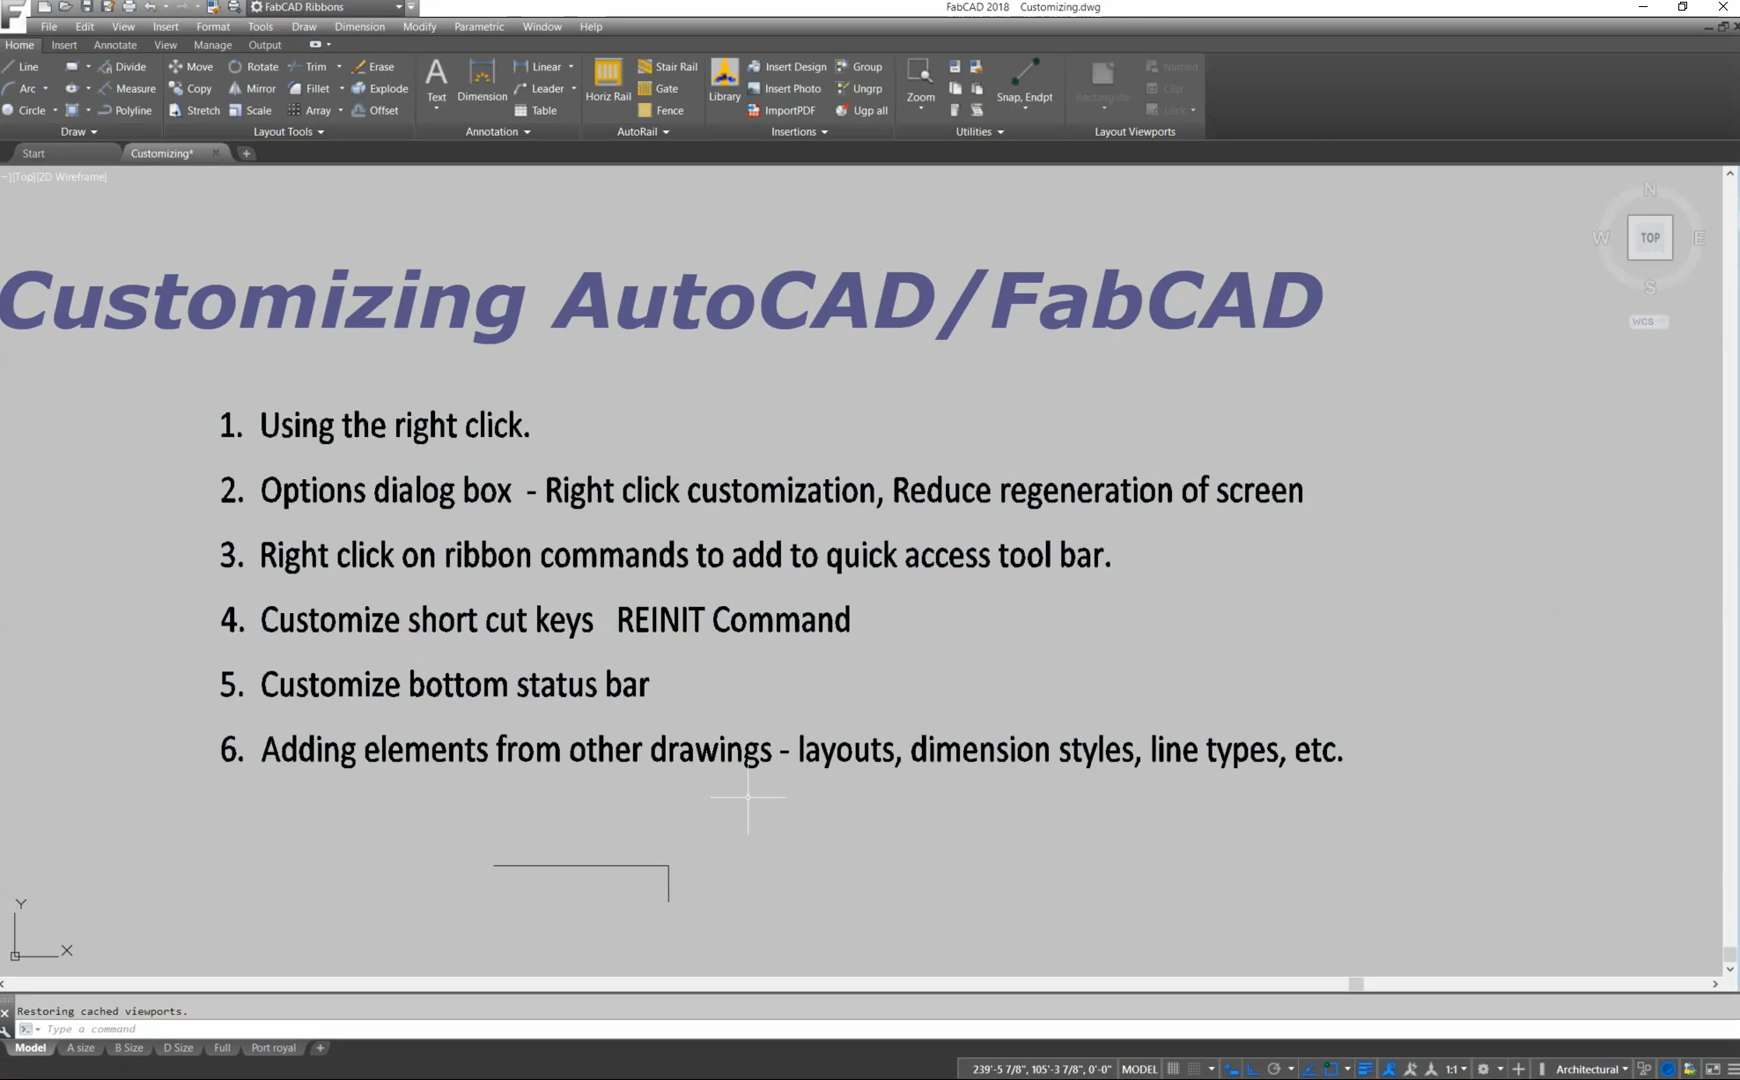 FabCAD Ribbons
FabCAD 2018 Customizing.dwg
File Edit View Insert Format Tools Draw Dimension Modify Parametric Window Help
Home Insert Annotate View Manage Output
Line Divide Move Rotate Trim Erase Linear Stair Rail Insert Design Group Named
Arc Measure Copy Mirror Fillet Explode Text Dimension Leader Horiz Rail Gate Library Insert Photo Ungrp Zoom Snap, Endpt Rectangular Clip
Circle Polyline Stretch Scale Array Offset Table Fence ImportPDF Ugp all Lock
Draw Layout Tools Annotation AutoRail Insertions Utilities Layout Viewports
Start Customizing*
–][Top][2D Wireframe]
N
W TOP E
S
WCS
Customizing AutoCAD/FabCAD
1. Using the right click.
2. Options dialog box - Right click customization, Reduce regeneration of screen
3. Right click on ribbon commands to add to quick access tool bar.
4. Customize short cut keys REINIT Command
5. Customize bottom status bar
6. Adding elements from other drawings - layouts, dimension styles, line types, etc.
Y
X
Restoring cached viewports.
Type a command
Model A size B Size D Size Full Port royal
239'-5 7/8", 105'-3 7/8", 0'-0" MODEL 1:1 Architectural